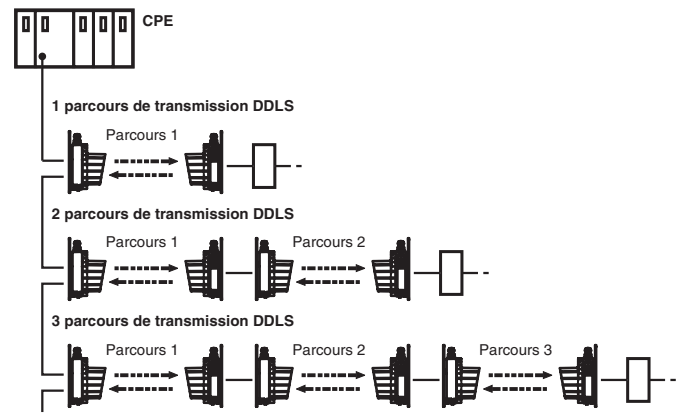 CPE
1 parcours de transmission DDLS
Parcours 1
2 parcours de transmission DDLS
Parcours 1 Parcours 2
3 parcours de transmission DDLS
Parcours 1 Parcours 2 Parcours 3